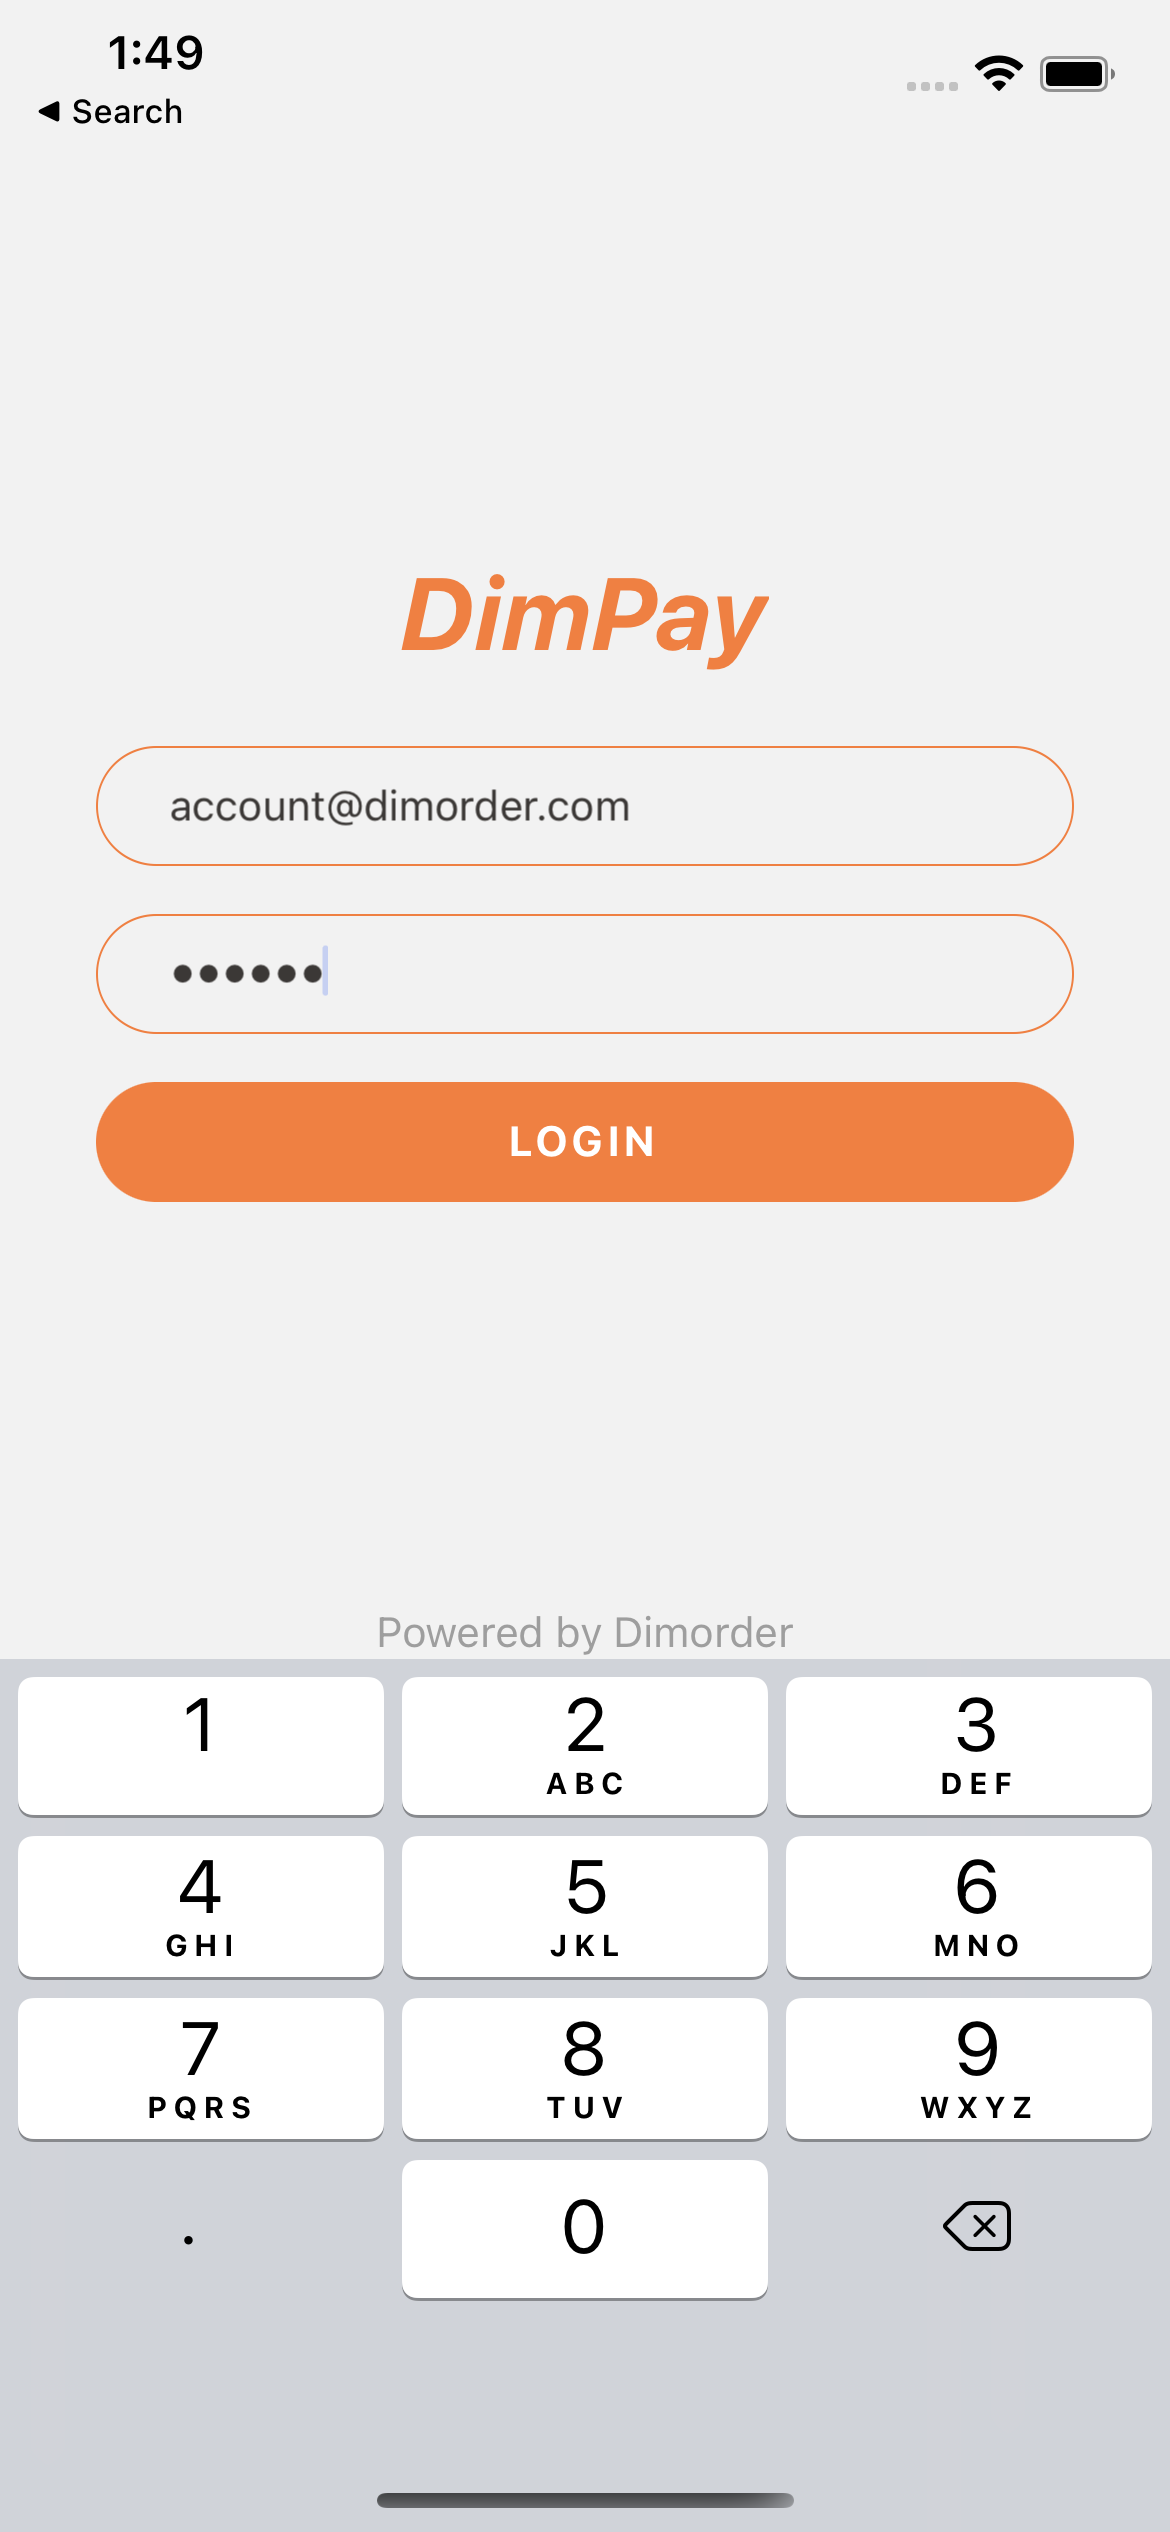 1:49
Search
DimPay
account@dimorder.com
••••••
LOGIN
Powered by Dimorder
1
2
ABC
3
DEF
4
GHI
5
JKL
6
MNO
7
PQRS
8
TUV
9
WXYZ
.
0